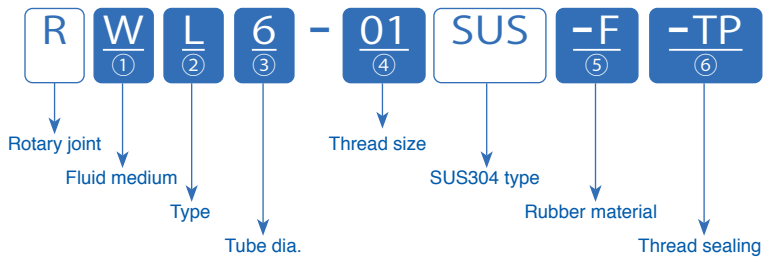 R W L 6 - 01 SUS -F -TP
① ② ③ ④ ⑤ ⑥
Rotary joint
Thread size
Fluid medium
SUS304 type
Type
Rubber material
Tube dia.
Thread sealing